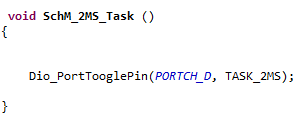 void SchM_2MS_Task ()
{
Dio_PortTooglePin(PORTCH_D, TASK_2MS);
}